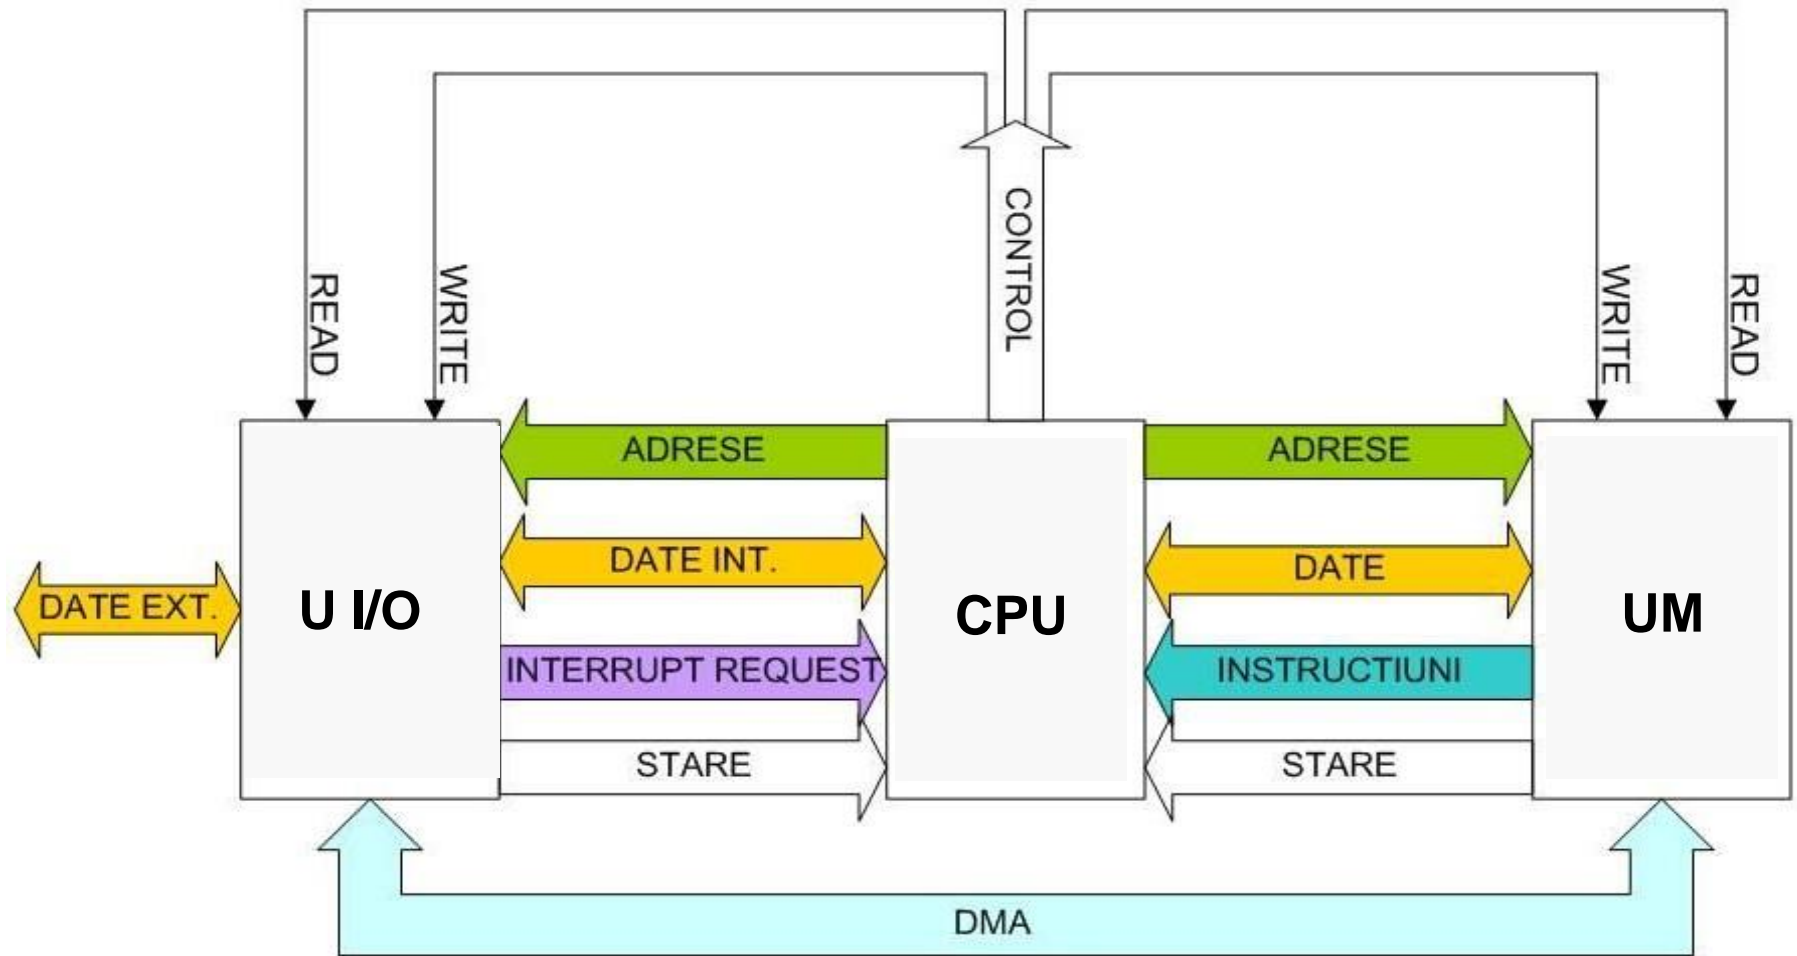 CONTROL
READ
WRITE
WRITE
READ
ADRESE
ADRESE
DATE INT.
DATE
DATE EXT.
U I/O
CPU
UM
INTERRUPT REQUEST
INSTRUCTIUNI
STARE
STARE
DMA